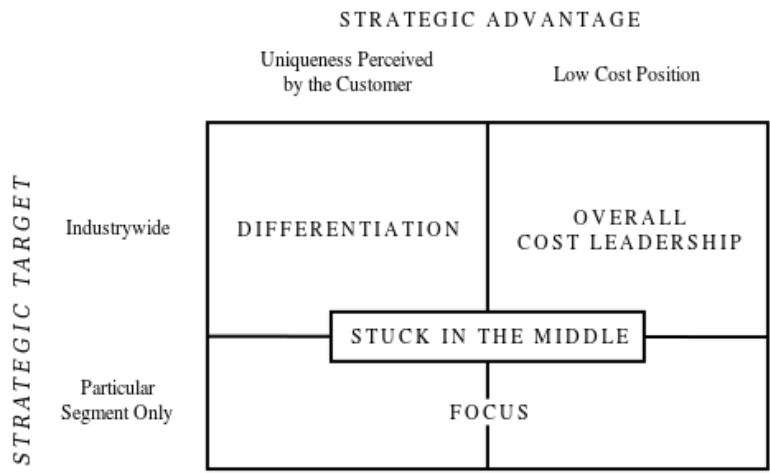 STRATEGIC ADVANTAGE
Uniqueness Perceived
by the Customer
Low Cost Position
STRATEGIC TARGET
Industrywide
DIFFERENTIATION
OVERALL
COST LEADERSHIP
STUCK IN THE MIDDLE
Particular
Segment Only
FOCUS